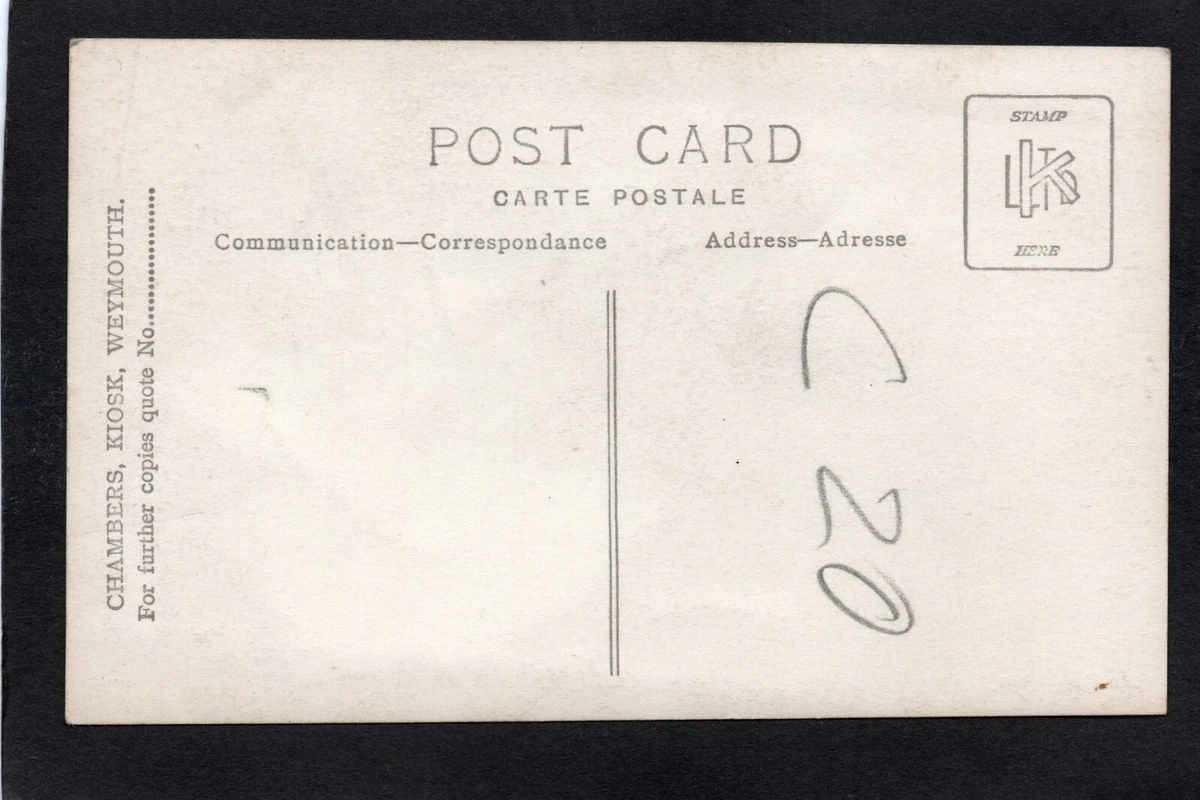 POST CARD
CARTE POSTALE
Communication—Correspondance
Address—Adresse
STAMP
HERE
CHAMBERS, KIOSK, WEYMOUTH.
For further copies quote No....................
C 20